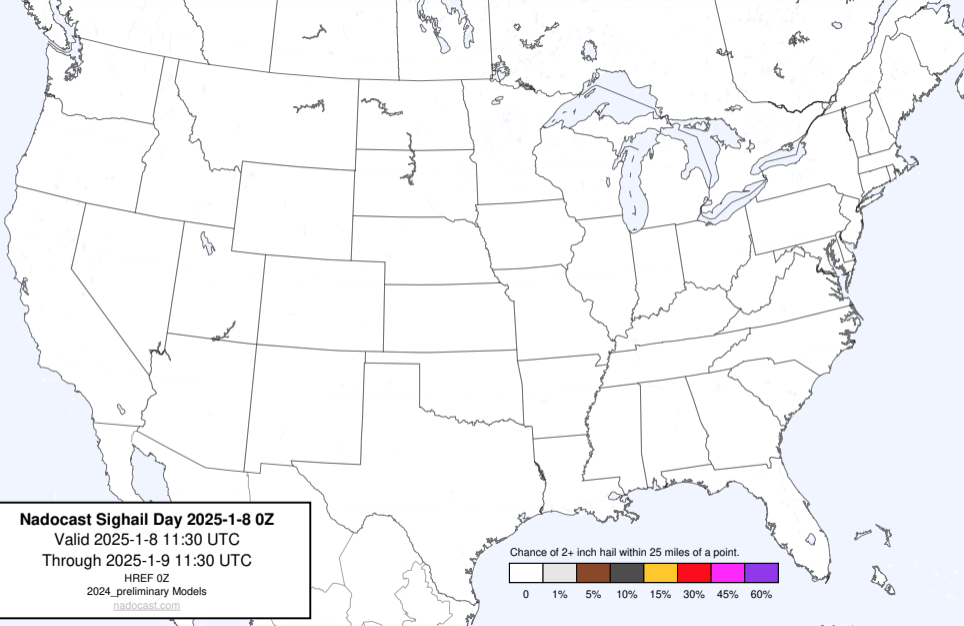 Nadocast Sighail Day 2025-1-8 0Z
Valid 2025-1-8 11:30 UTC
Through 2025-1-9 11:30 UTC
HREF 0Z
2024_preliminary Models
nadocast.com
Chance of 2+ inch hail within 25 miles of a point.
0 1% 5% 10% 15% 30% 45% 60%